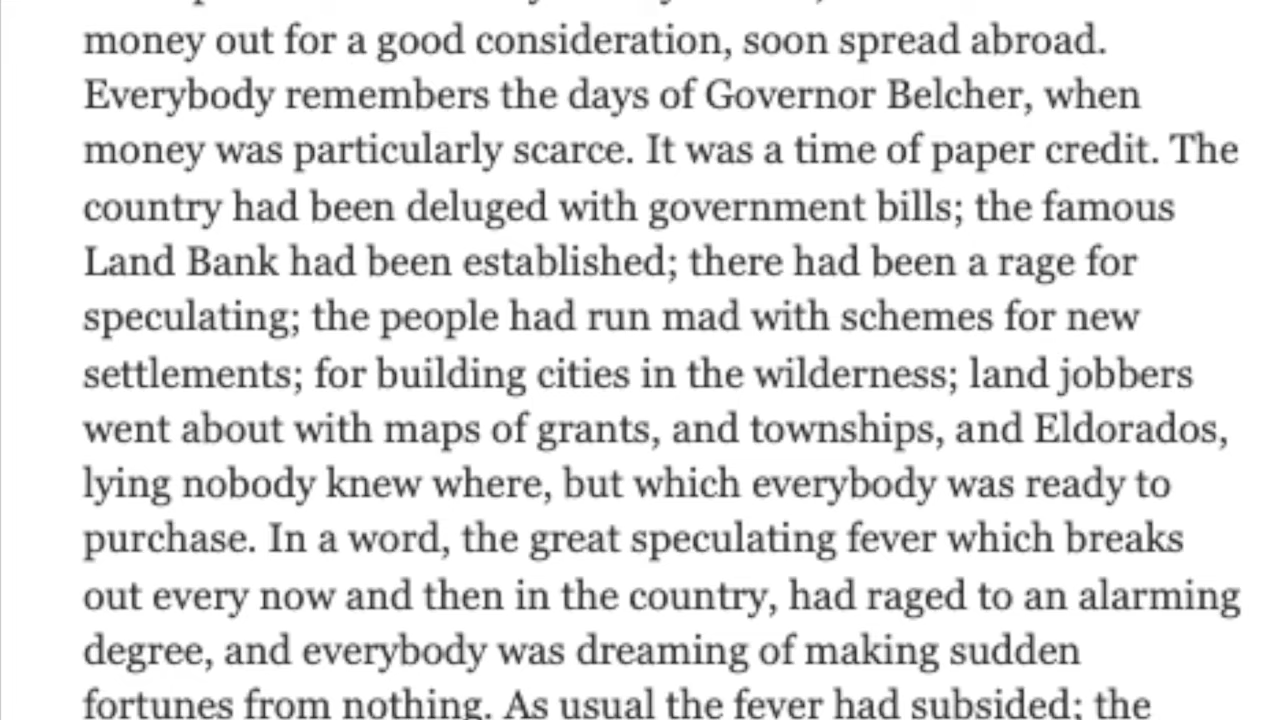 money out for a good consideration, soon spread abroad.
Everybody remembers the days of Governor Belcher, when
money was particularly scarce. It was a time of paper credit. The
country had been deluged with government bills; the famous
Land Bank had been established; there had been a rage for
speculating; the people had run mad with schemes for new
settlements; for building cities in the wilderness; land jobbers
went about with maps of grants, and townships, and Eldorados,
lying nobody knew where, but which everybody was ready to
purchase. In a word, the great speculating fever which breaks
out every now and then in the country, had raged to an alarming
degree, and everybody was dreaming of making sudden
fortunes from nothing. As usual the fever had subsided; the